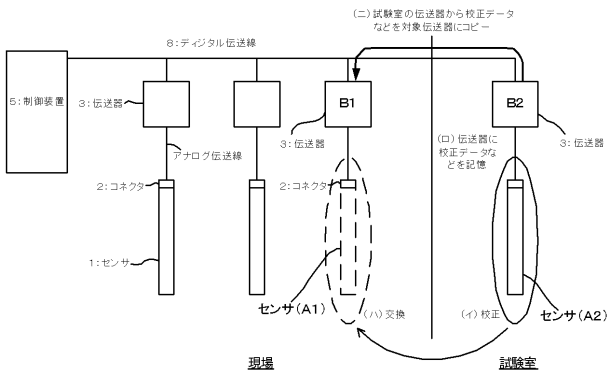 (ニ)試験室の伝送器から校正データ
などを対象伝送器にコピー
8:ディジタル伝送線
5:制御装置
3:伝送器
B1
B2
3:伝送器
3:伝送器
アナログ伝送線
(ロ)伝送器に
校正データな
どを記憶
2:コネクタ
2:コネクタ
1:センサ
センサ(A1)
(ハ)交換
(イ)校正
センサ(A2)
現場
試験室